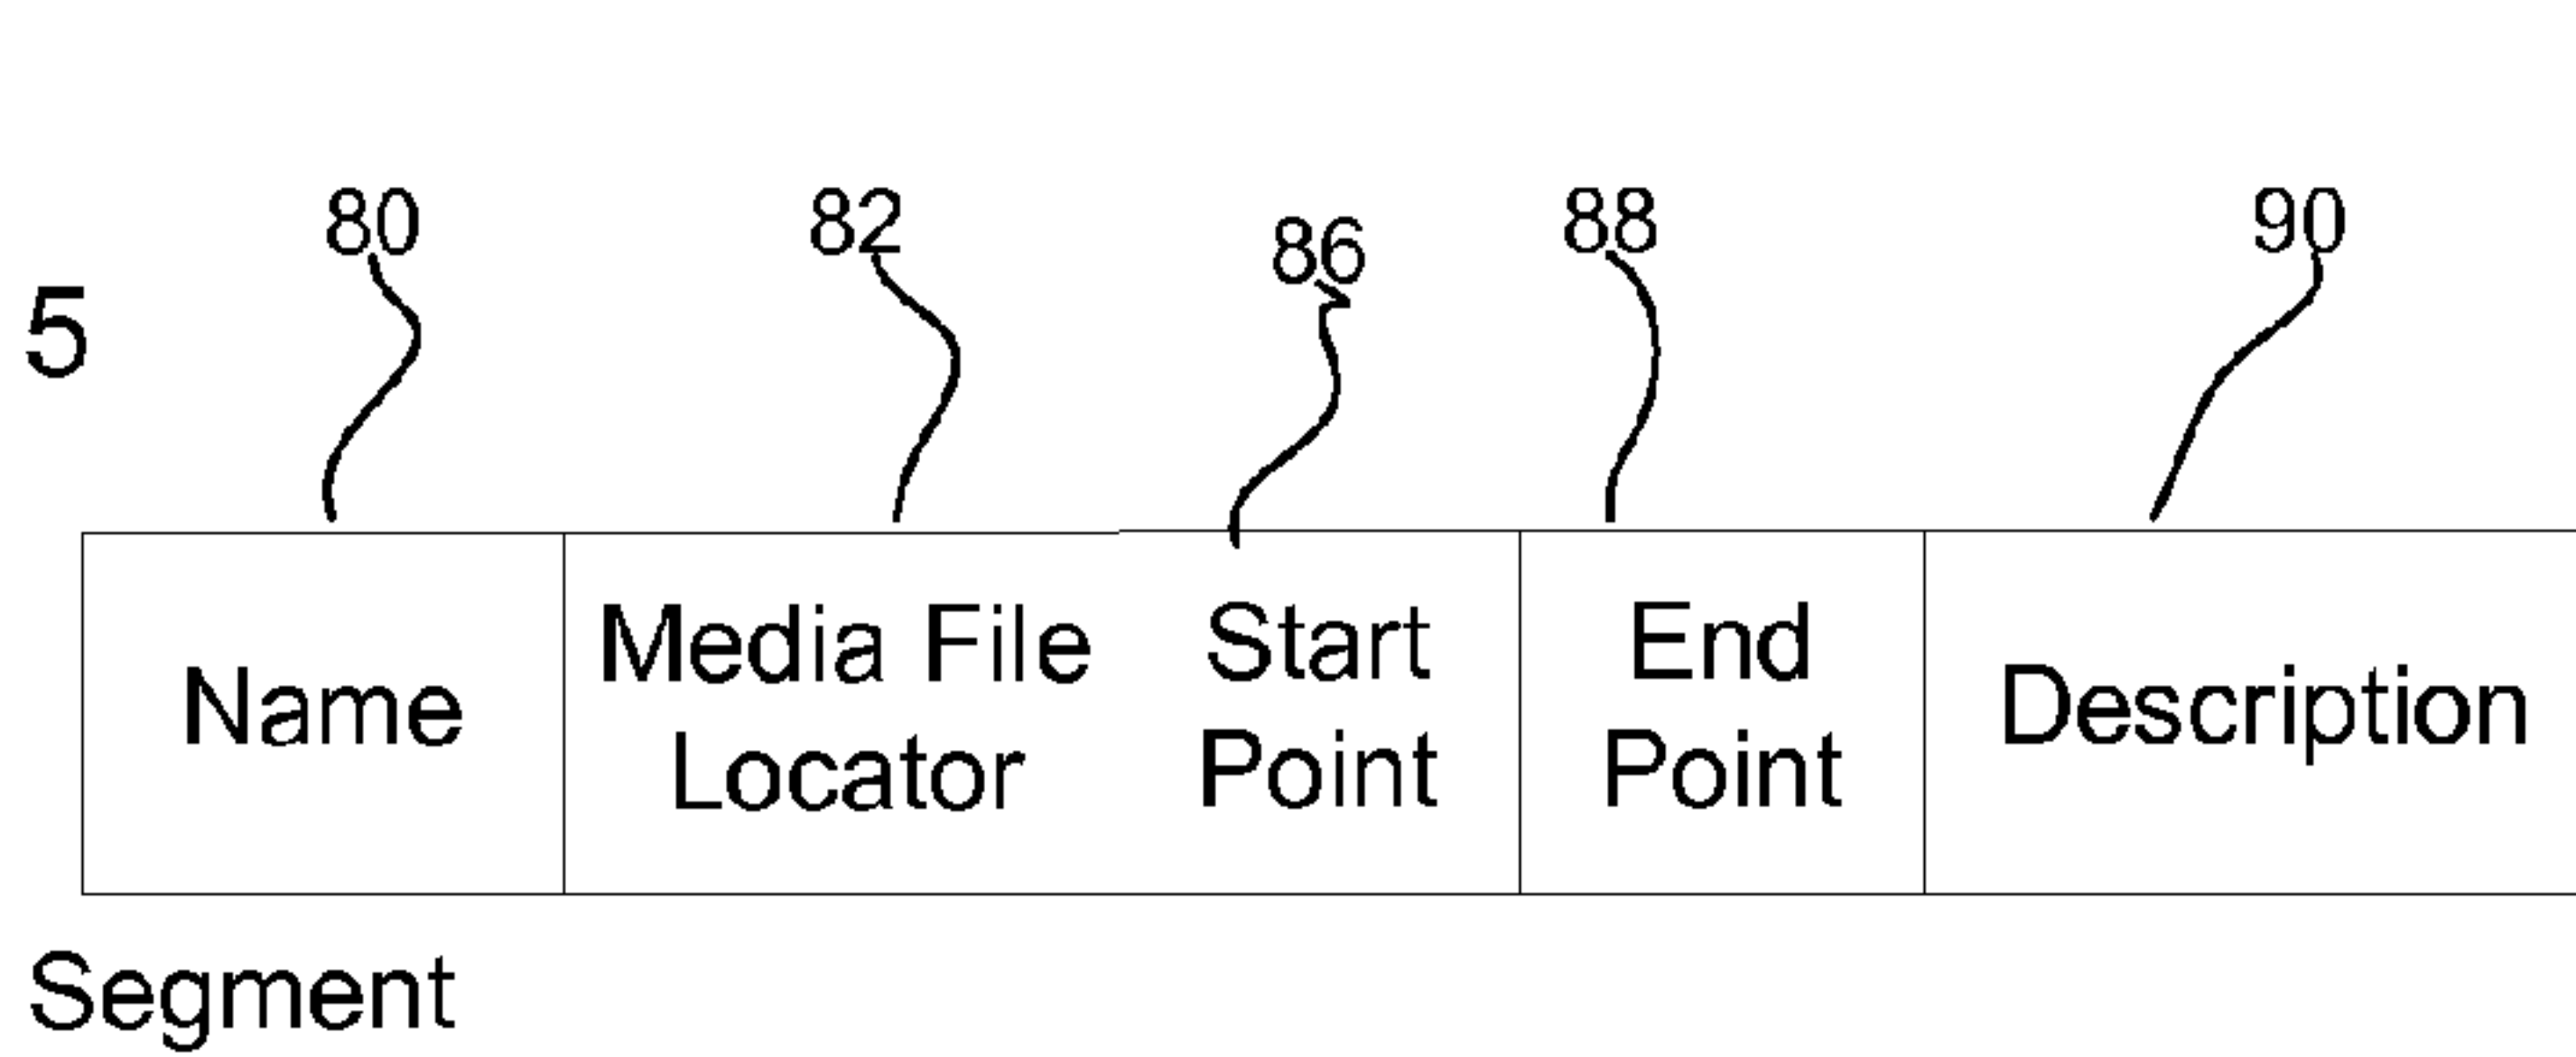 80 82 86 88 90
5
Name
Media File
Locator
Start
Point
End
Point
Description
Segment